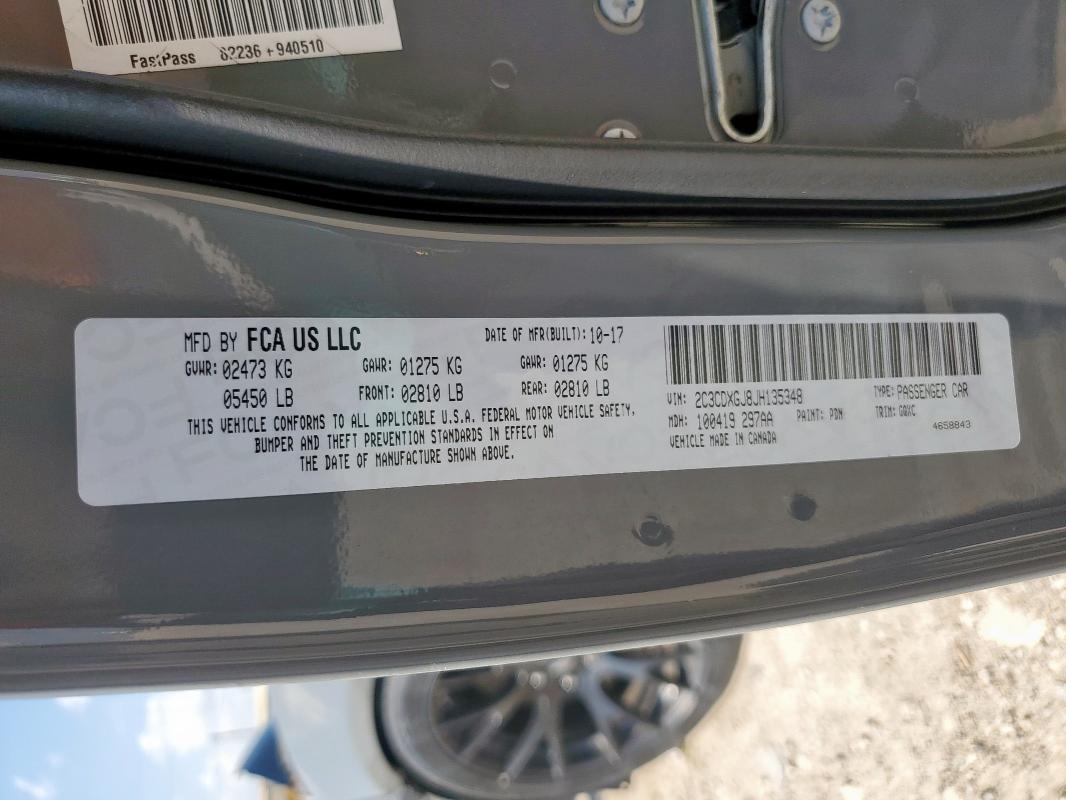 FastPass 82236 + 940510
MFD BY FCA US LLC DATE OF MFR(BUILT): 10-17
GVWR: 02473 KG GAWR: 01275 KG GAWR: 01275 KG
05450 LB FRONT: 02810 LB REAR: 02810 LB
THIS VEHICLE CONFORMS TO ALL APPLICABLE U.S.A. FEDERAL MOTOR VEHICLE SAFETY,
BUMPER AND THEFT PREVENTION STANDARDS IN EFFECT ON
THE DATE OF MANUFACTURE SHOWN ABOVE.
VIN: 2C3CDXGJ8JH135348 TYPE: PASSENGER CAR
MDH: 100419 297AA PAINT: PDN TRIM: GQXC
VEHICLE MADE IN CANADA 4658843